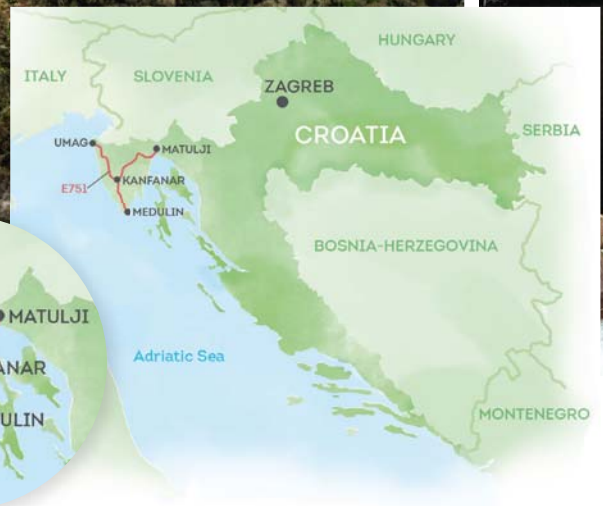 HUNGARY
ITALY
SLOVENIA
ZAGREB
CROATIA
SERBIA
UMAG
MATULJI
E751
KANFANAR
MEDULIN
BOSNIA-HERZEGOVINA
Adriatic Sea
MONTENEGRO
MATULJI
ANAR
ULIN